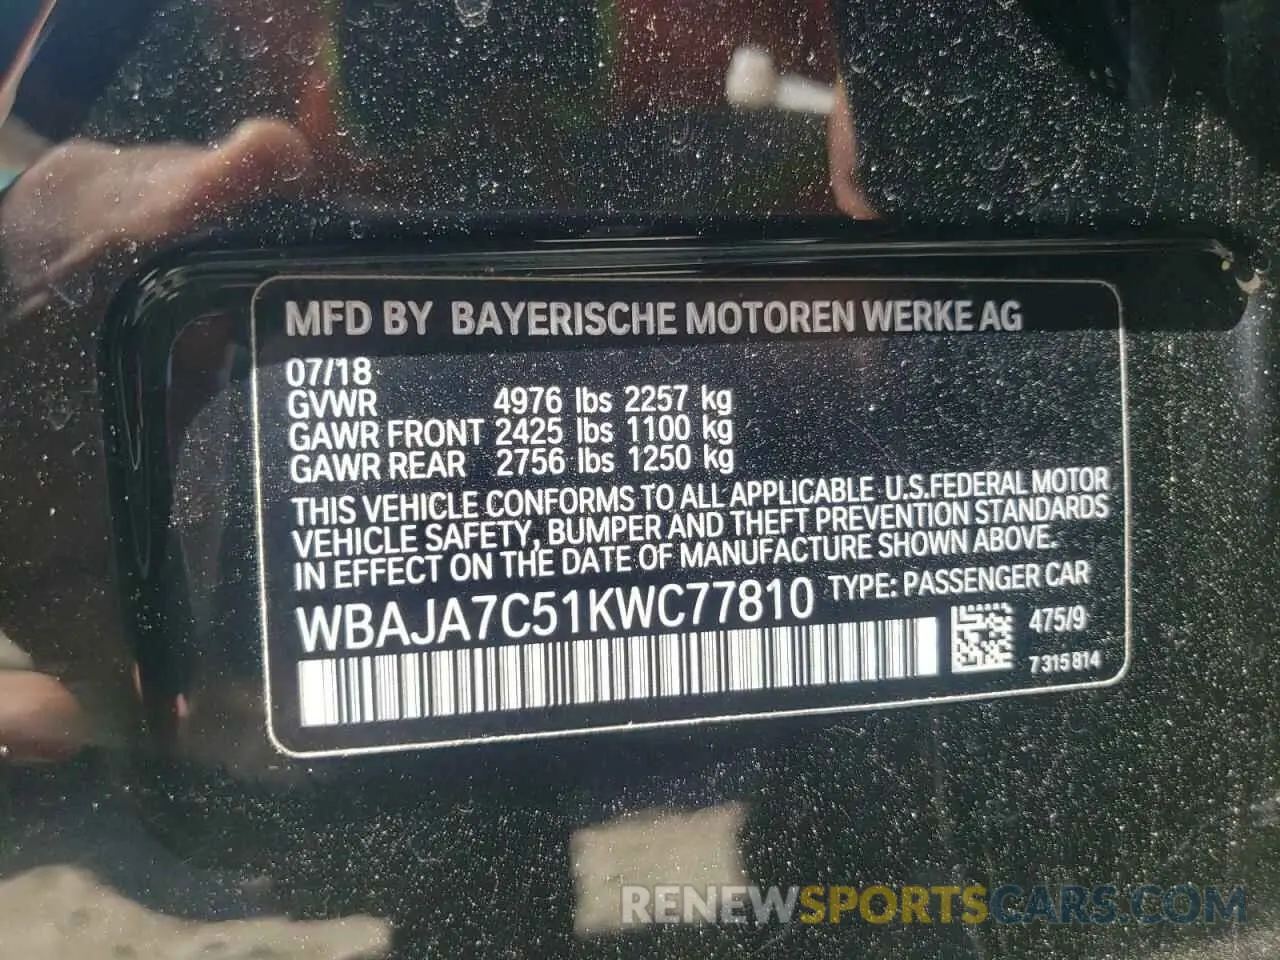 MFD BY BAYERISCHE MOTOREN WERKE AG
07/18
GVWR 4976 lbs 2257 kg
GAWR FRONT 2425 lbs 1100 kg
GAWR REAR 2756 lbs 1250 kg
THIS VEHICLE CONFORMS TO ALL APPLICABLE U.S.FEDERAL MOTOR
VEHICLE SAFETY, BUMPER AND THEFT PREVENTION STANDARDS
IN EFFECT ON THE DATE OF MANUFACTURE SHOWN ABOVE.
WBAJA7C51KWC77810 TYPE: PASSENGER CAR
475/9
7315814
RENEWSPORTSCARS.COM